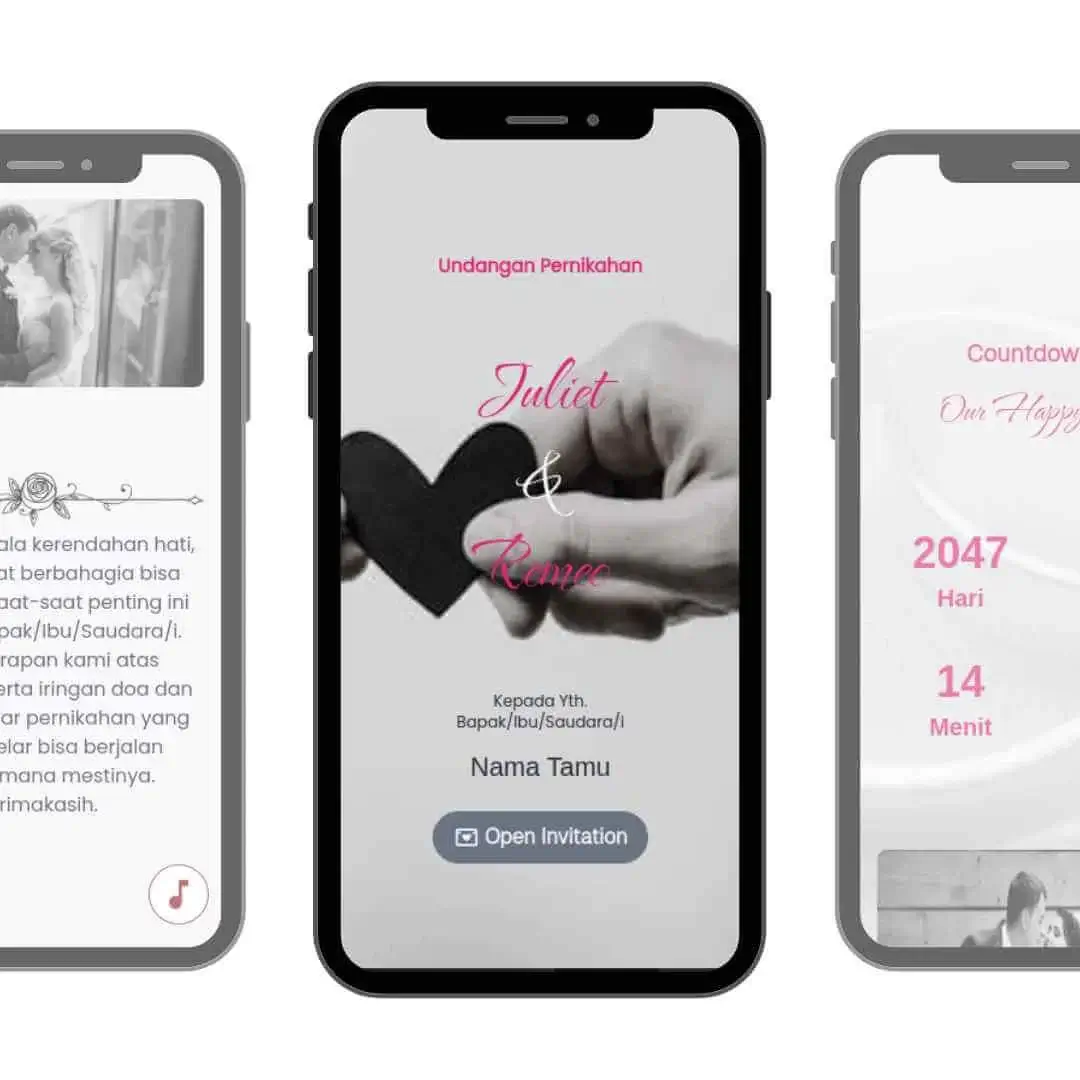 ala kerendahan hati,
at berbahagia bisa
aat-saat penting ini
pak/Ibu/Saudara/i.
rapan kami atas
erta iringan doa dan
ar pernikahan yang
elar bisa berjalan
mana mestinya.
rimakasih.
Undangan Pernikahan
Juliet
&
Romeo
Kepada Yth.
Bapak/Ibu/Saudara/i
Nama Tamu
Open Invitation
Countdow
Our Happy
2047
Hari
14
Menit